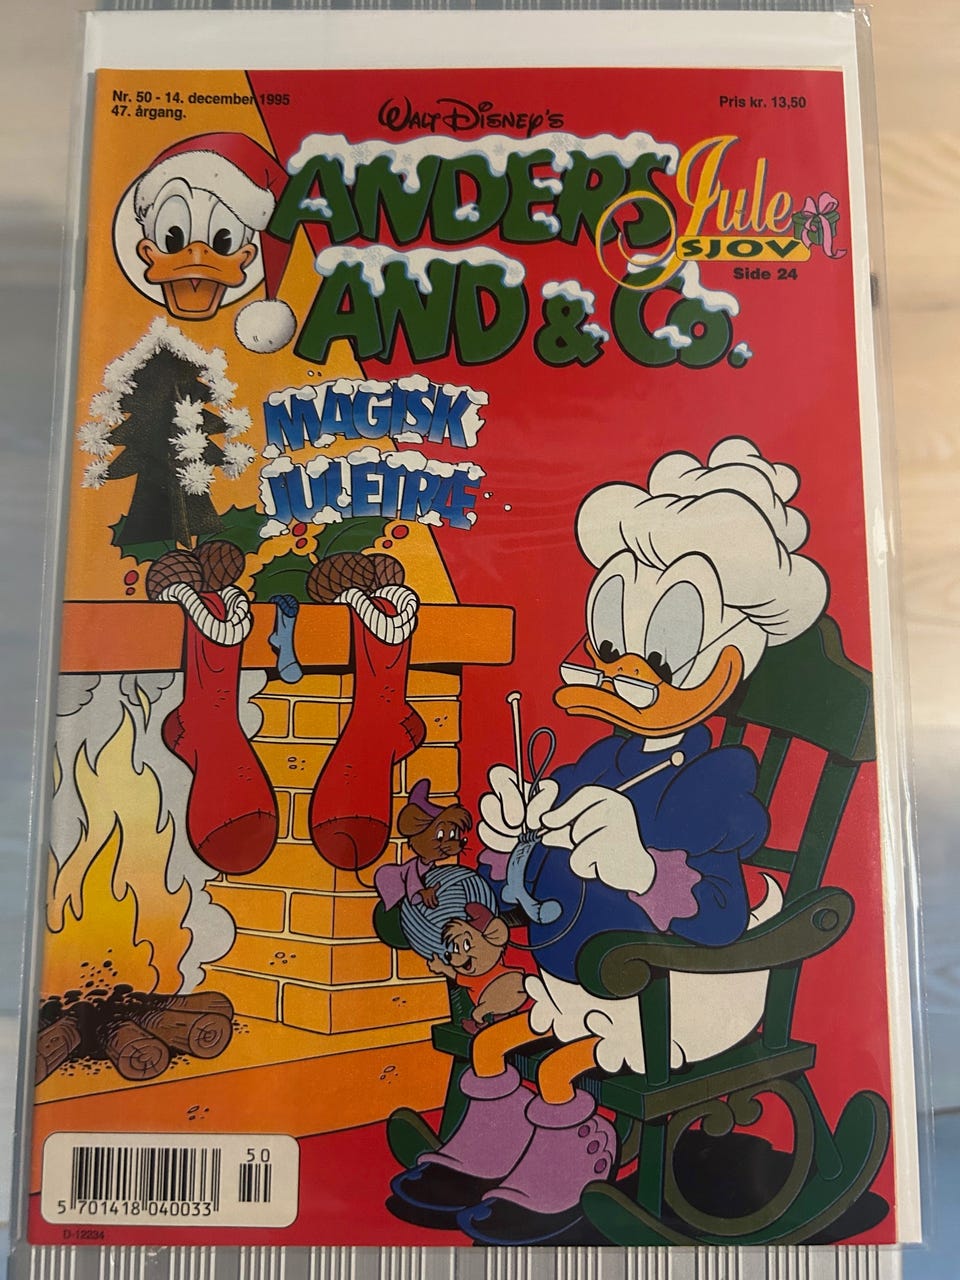 Nr. 50 - 14. december 1995
47. årgang.
Pris kr. 13,50
WALT DISNEY'S
ANDERS
AND & Co.
Jule
SJOV
Side 24
MAGISK
JULETRÆ
50
5 701418 040033
D-12234